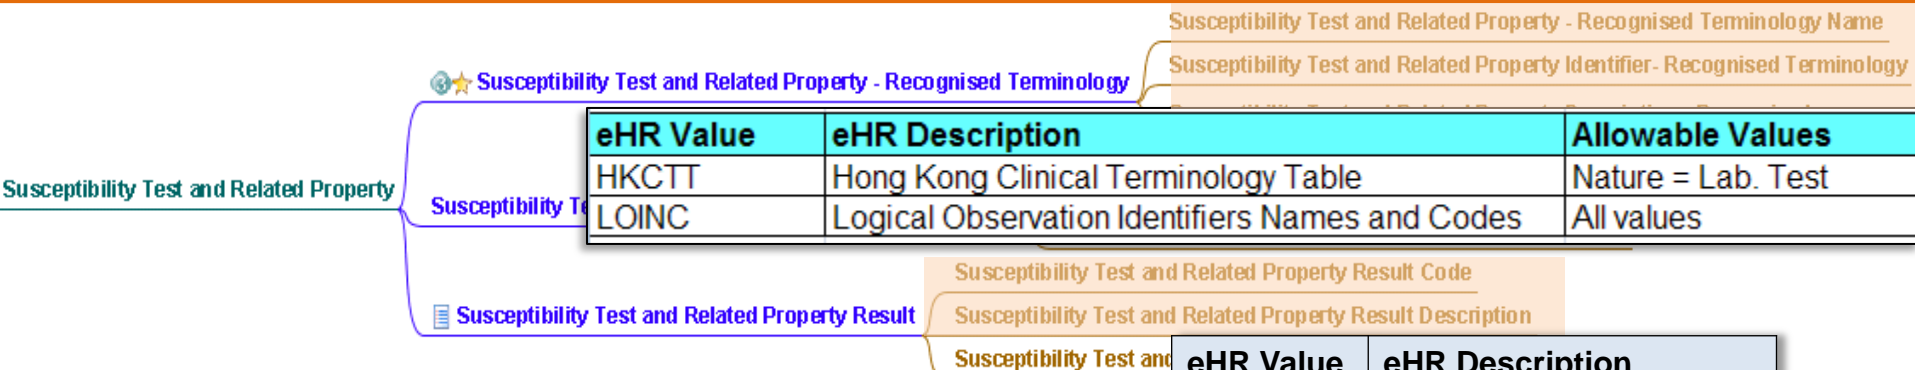 Susceptibility Test and Related Property - Recognised Terminology Name
Susceptibility Test and Related Property Identifier- Recognised Terminology
Susceptibility Test and Related Property - Recognised Terminology
eHR Value eHR Description Allowable Values
HKCTT Hong Kong Clinical Terminology Table Nature = Lab. Test
LOINC Logical Observation Identifiers Names and Codes All values
Susceptibility Test and Related Property
Susceptibility
Susceptibility Test and Related Property Result Code
Susceptibility Test and Related Property Result
Susceptibility Test and Related Property Result Description
Susceptibility Test and
eHR Value eHR Description